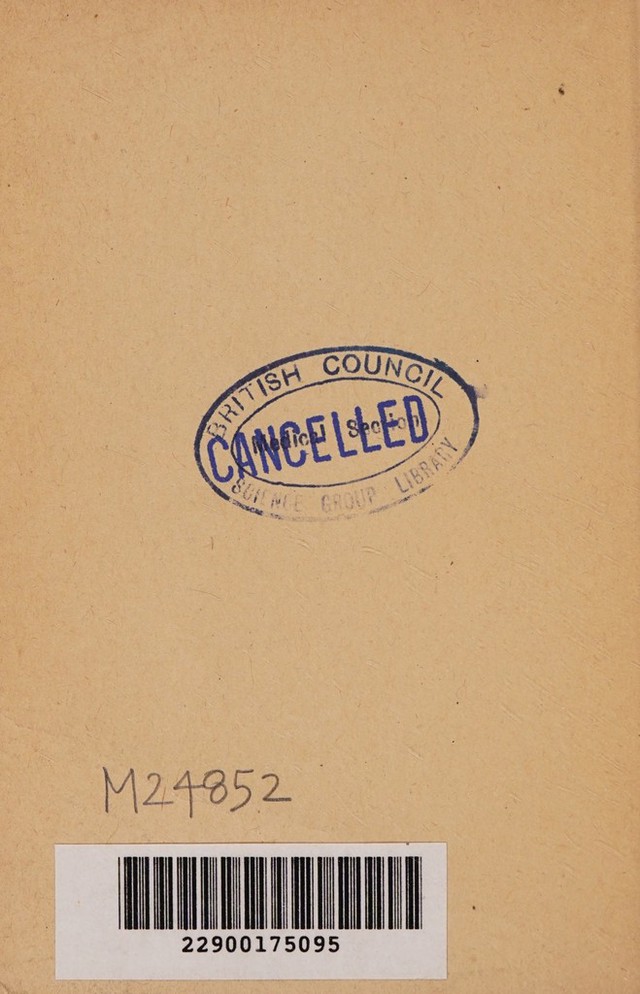 BRITISH COUNCIL
Medical Section
CANCELLED
SCIENCE GROUP LIBRARY
M24852
22900175095